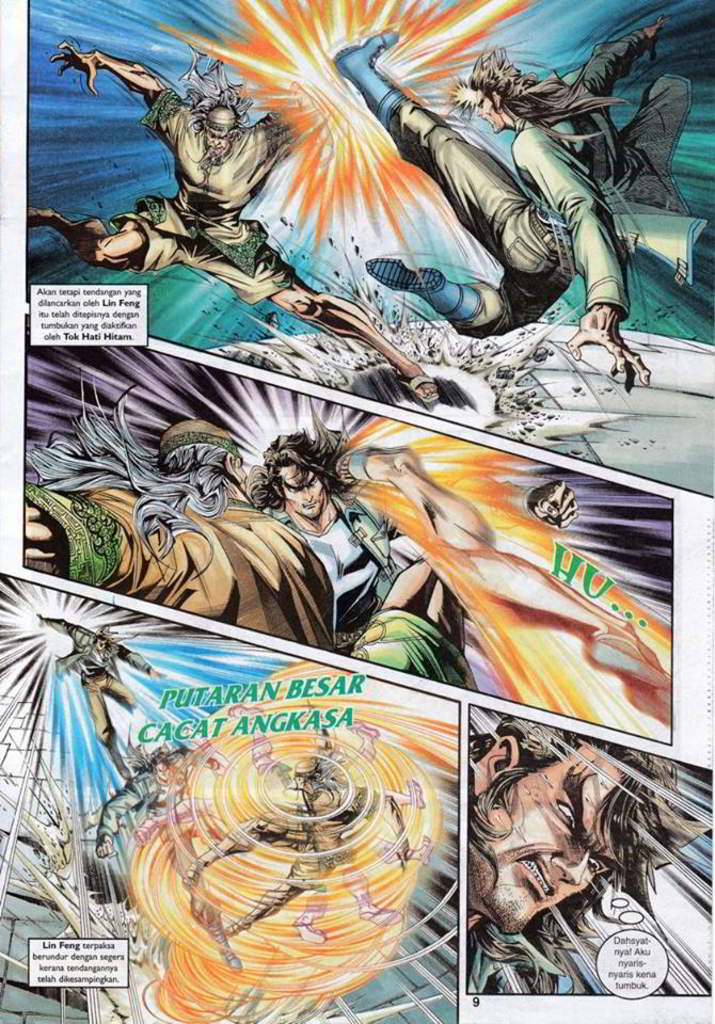 Akan tetapi tendangan yang
dilancarkan oleh Lin Feng
itu telah ditepisnya dengan
tumbukan yang diaktifkan
oleh Tok Hati Hitam.
HU...
PUTARAN BESAR
CACAT ANGKASA
Lin Feng terpaksa
berundur dengan segera
kerana tendangannya
telah dikesampingkan.
Dahsyat-
nya! Aku
nyaris-
nyaris kena
tumbuk.
9